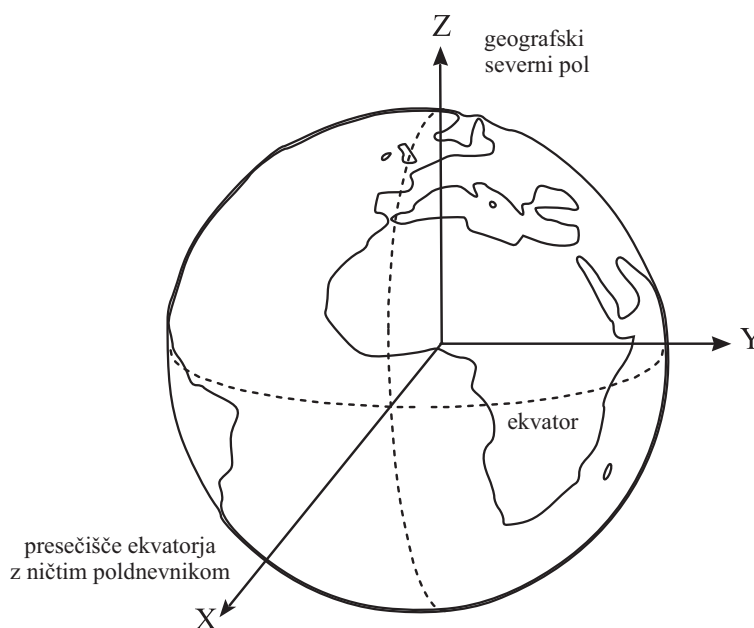 Z
geografski
severni pol
Y
ekvator
presečišče ekvatorja
z ničtim poldnevnikom
X